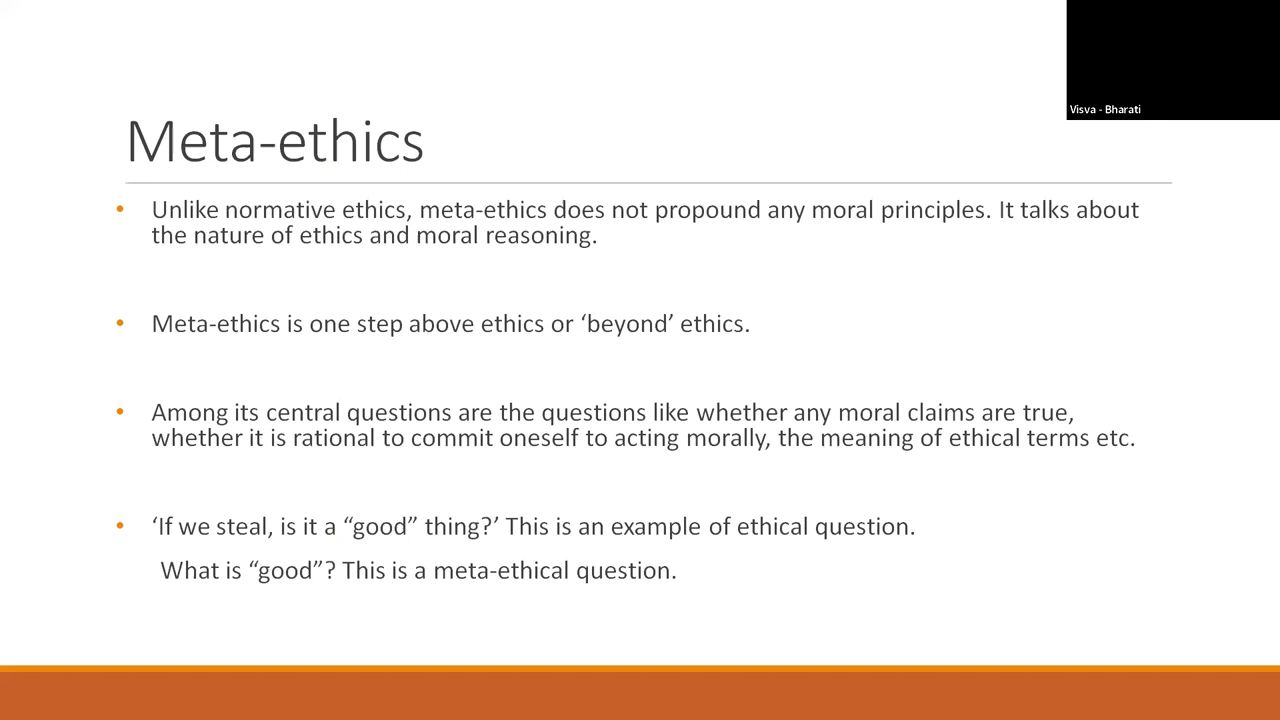 Visva - Bharati
Meta-ethics
• Unlike normative ethics, meta-ethics does not propound any moral principles. It talks about
the nature of ethics and moral reasoning.
• Meta-ethics is one step above ethics or ‘beyond’ ethics.
• Among its central questions are the questions like whether any moral claims are true,
whether it is rational to commit oneself to acting morally, the meaning of ethical terms etc.
• ‘If we steal, is it a “good” thing?’ This is an example of ethical question.
What is “good”? This is a meta-ethical question.